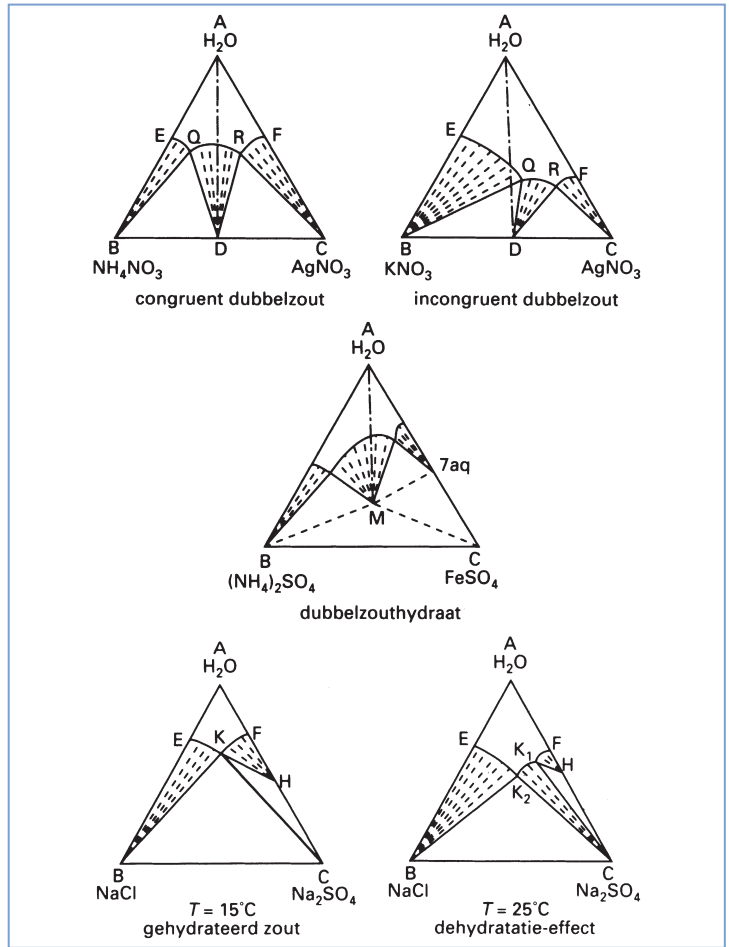 A
H₂O
E Q R F
B D C
NH₄NO₃ AgNO₃
congruent dubbelzout
A
H₂O
E Q R F
B D C
KNO₃ AgNO₃
incongruent dubbelzout
A
H₂O
7aq
M
B C
(NH₄)₂SO₄ FeSO₄
dubbelzouthydraat
A
H₂O
E K F
H
B C
NaCl Na₂SO₄
T = 15°C
gehydrateerd zout
A
H₂O
E K₁ F
H
K₂
B C
NaCl Na₂SO₄
T = 25°C
dehydratatie-effect